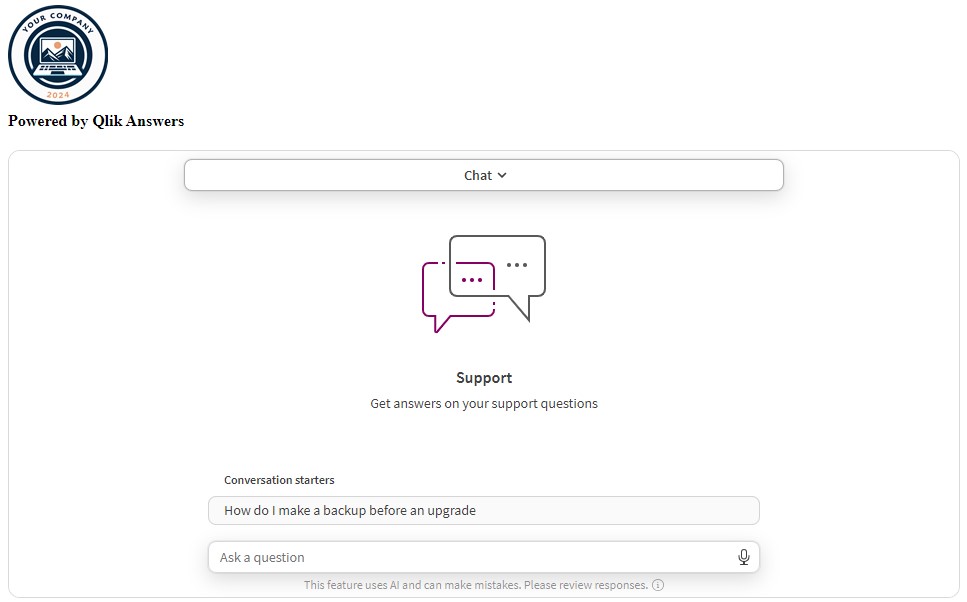 YOUR COMPANY
2024
Powered by Qlik Answers
Chat
Support
Get answers on your support questions
Conversation starters
How do I make a backup before an upgrade
Ask a question
This feature uses AI and can make mistakes. Please review responses.